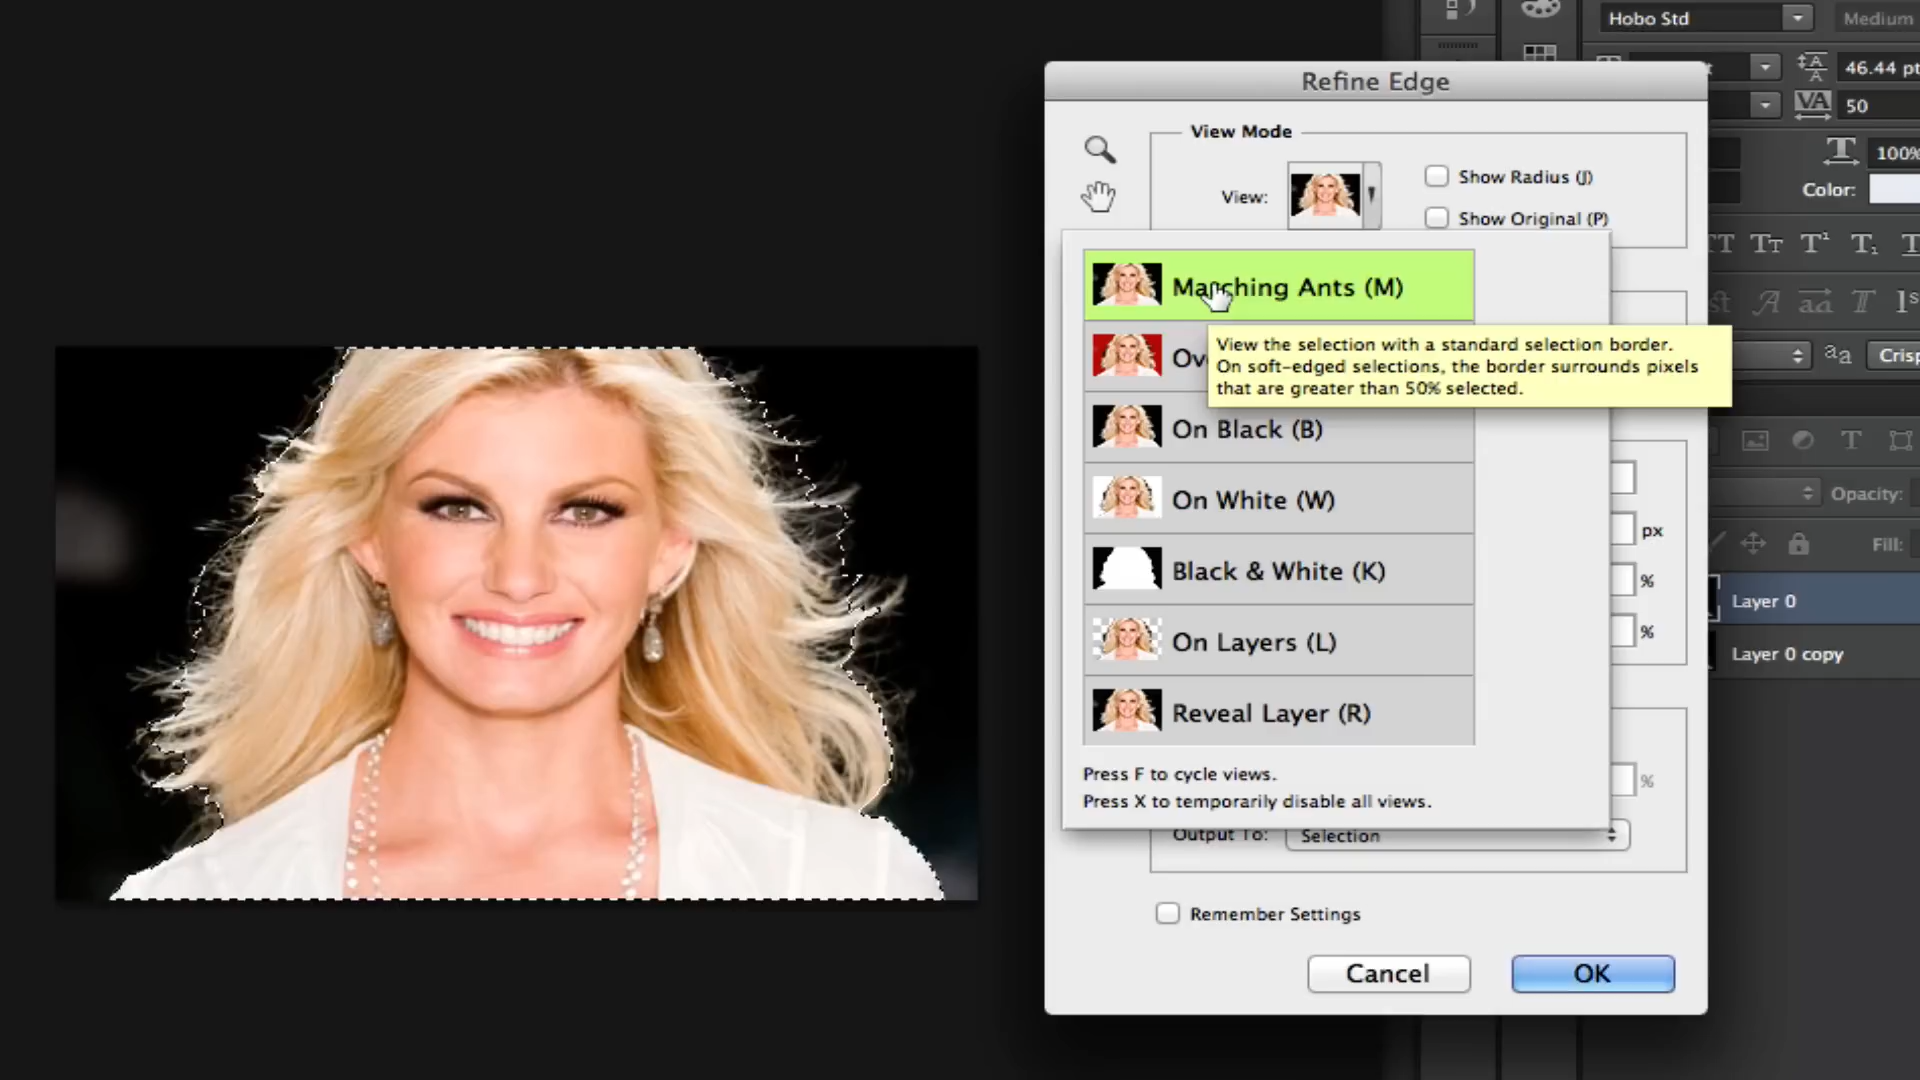 Hobo Std
Medium
Refine Edge
46.44 pt
50
View Mode
100%
View:
Show Radius (J)
Color:
Show Original (P)
Marching Ants (M)
View the selection with a standard selection border.
On soft-edged selections, the border surrounds pixels
that are greater than 50% selected.
On Black (B)
Opacity:
On White (W)
px
Fill:
Black & White (K)
%
Layer 0
%
On Layers (L)
Layer 0 copy
Reveal Layer (R)
Press F to cycle views.
%
Press X to temporarily disable all views.
Output To:
Selection
Remember Settings
Cancel
OK